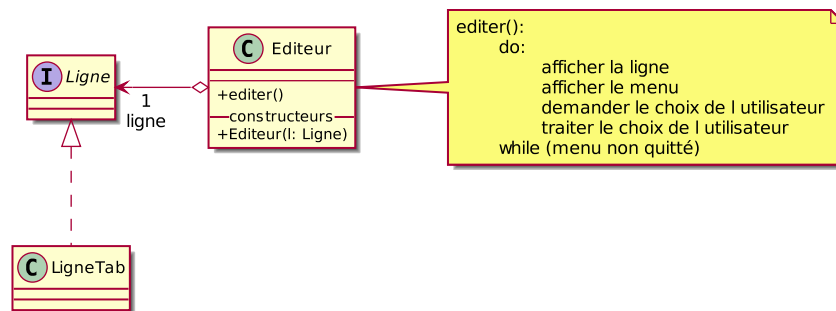 I Ligne
1
ligne
C Editeur
+editer()
constructeurs
+Editeur(l: Ligne)
editer():
do:
afficher la ligne
afficher le menu
demander le choix de l utilisateur
traiter le choix de l utilisateur
while (menu non quitté)
C LigneTab